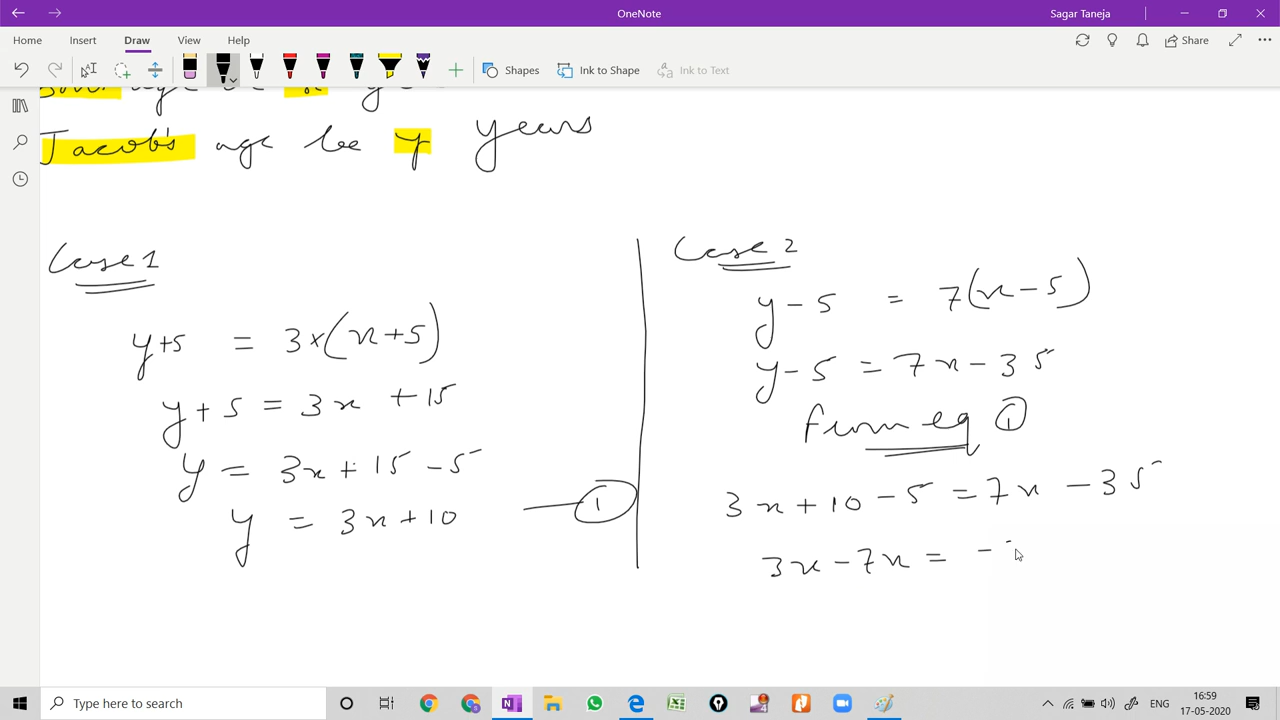 OneNote
Sagar Taneja
Home Insert Draw View Help
Share
Shapes Ink to Shape Ink to Text
age be x
Jacob's age be y years
Case 1
y+5 = 3×(x+5)
y+5 = 3x +15
y = 3x+15-5
y = 3x+10 ——①
Case 2
y-5 = 7(x-5)
y-5 = 7x-35
from eq ①
3x+10-5=7x-35
3x-7x= -
Type here to search
ENG
16:59
17-05-2020